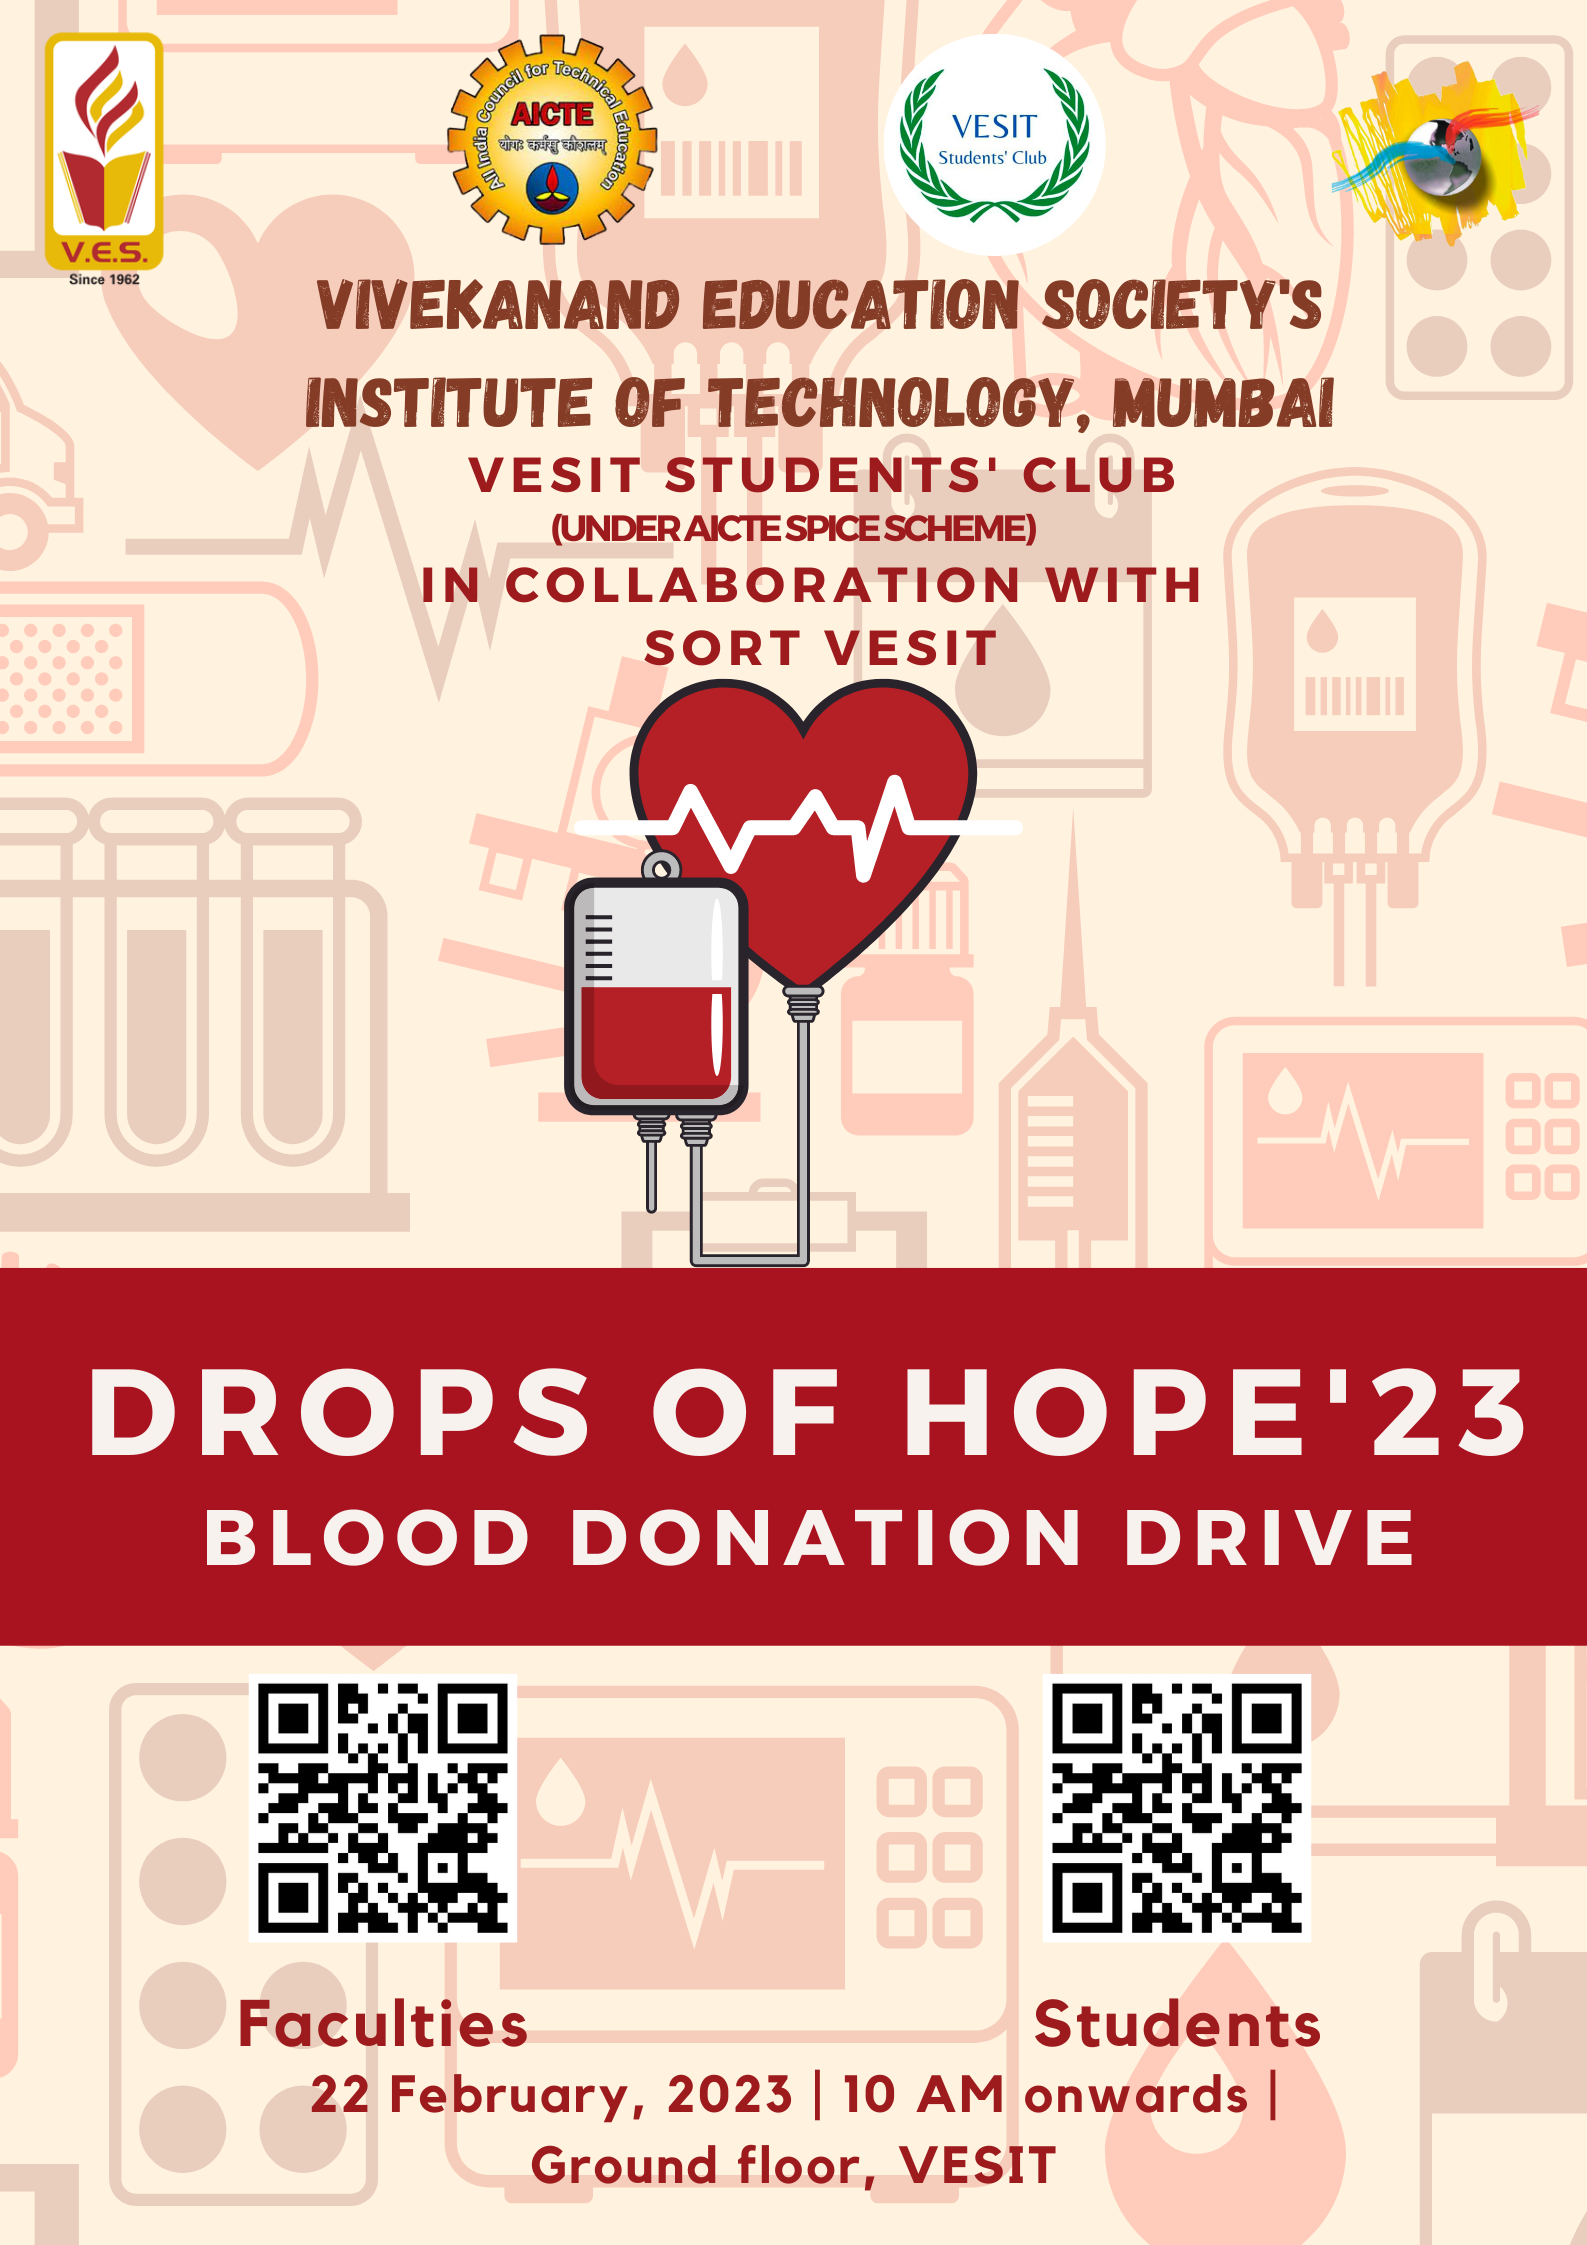 V.E.S.
Since 1962
All India Council for Technical Education
AICTE
योगः कर्मसु कौशलम्
VESIT
Students' Club
VIVEKANAND EDUCATION SOCIETY'S
INSTITUTE OF TECHNOLOGY, MUMBAI
VESIT STUDENTS' CLUB
(UNDER AICTE SPICE SCHEME)
IN COLLABORATION WITH
SORT VESIT
DROPS OF HOPE'23
BLOOD DONATION DRIVE
Faculties
Students
22 February, 2023 | 10 AM onwards |
Ground floor, VESIT